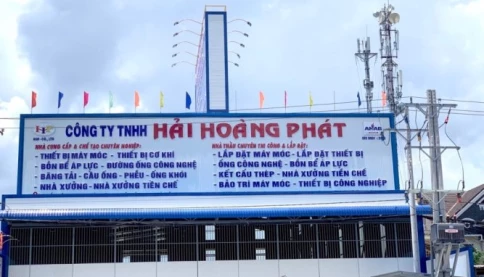 CÔNG TY TNHH HẢI HOÀNG PHÁT
NHÀ CUNG CẤP & CHẾ TẠO CHUYÊN NGHIỆP:
- THIẾT BỊ MÁY MÓC - THIẾT BỊ CƠ KHÍ
- BỒN BỂ ÁP LỰC - ĐƯỜNG ỐNG CÔNG NGHỆ
- BĂNG TẢI - CẦU ỐNG - PHỄU - ỐNG KHÓI
- NHÀ XƯỞNG - NHÀ XƯỞNG TIỀN CHẾ
NHÀ THẦU CHUYÊN THI CÔNG & LẮP ĐẶT:
- LẮP ĐẶT MÁY MÓC - LẮP ĐẶT THIẾT BỊ
- ỐNG CÔNG NGHỆ - BỒN BỂ ÁP LỰC
- KẾT CẤU THÉP - NHÀ XƯỞNG TIỀN CHẾ
- BẢO TRÌ MÁY MÓC - THIẾT BỊ CÔNG NGHIỆP